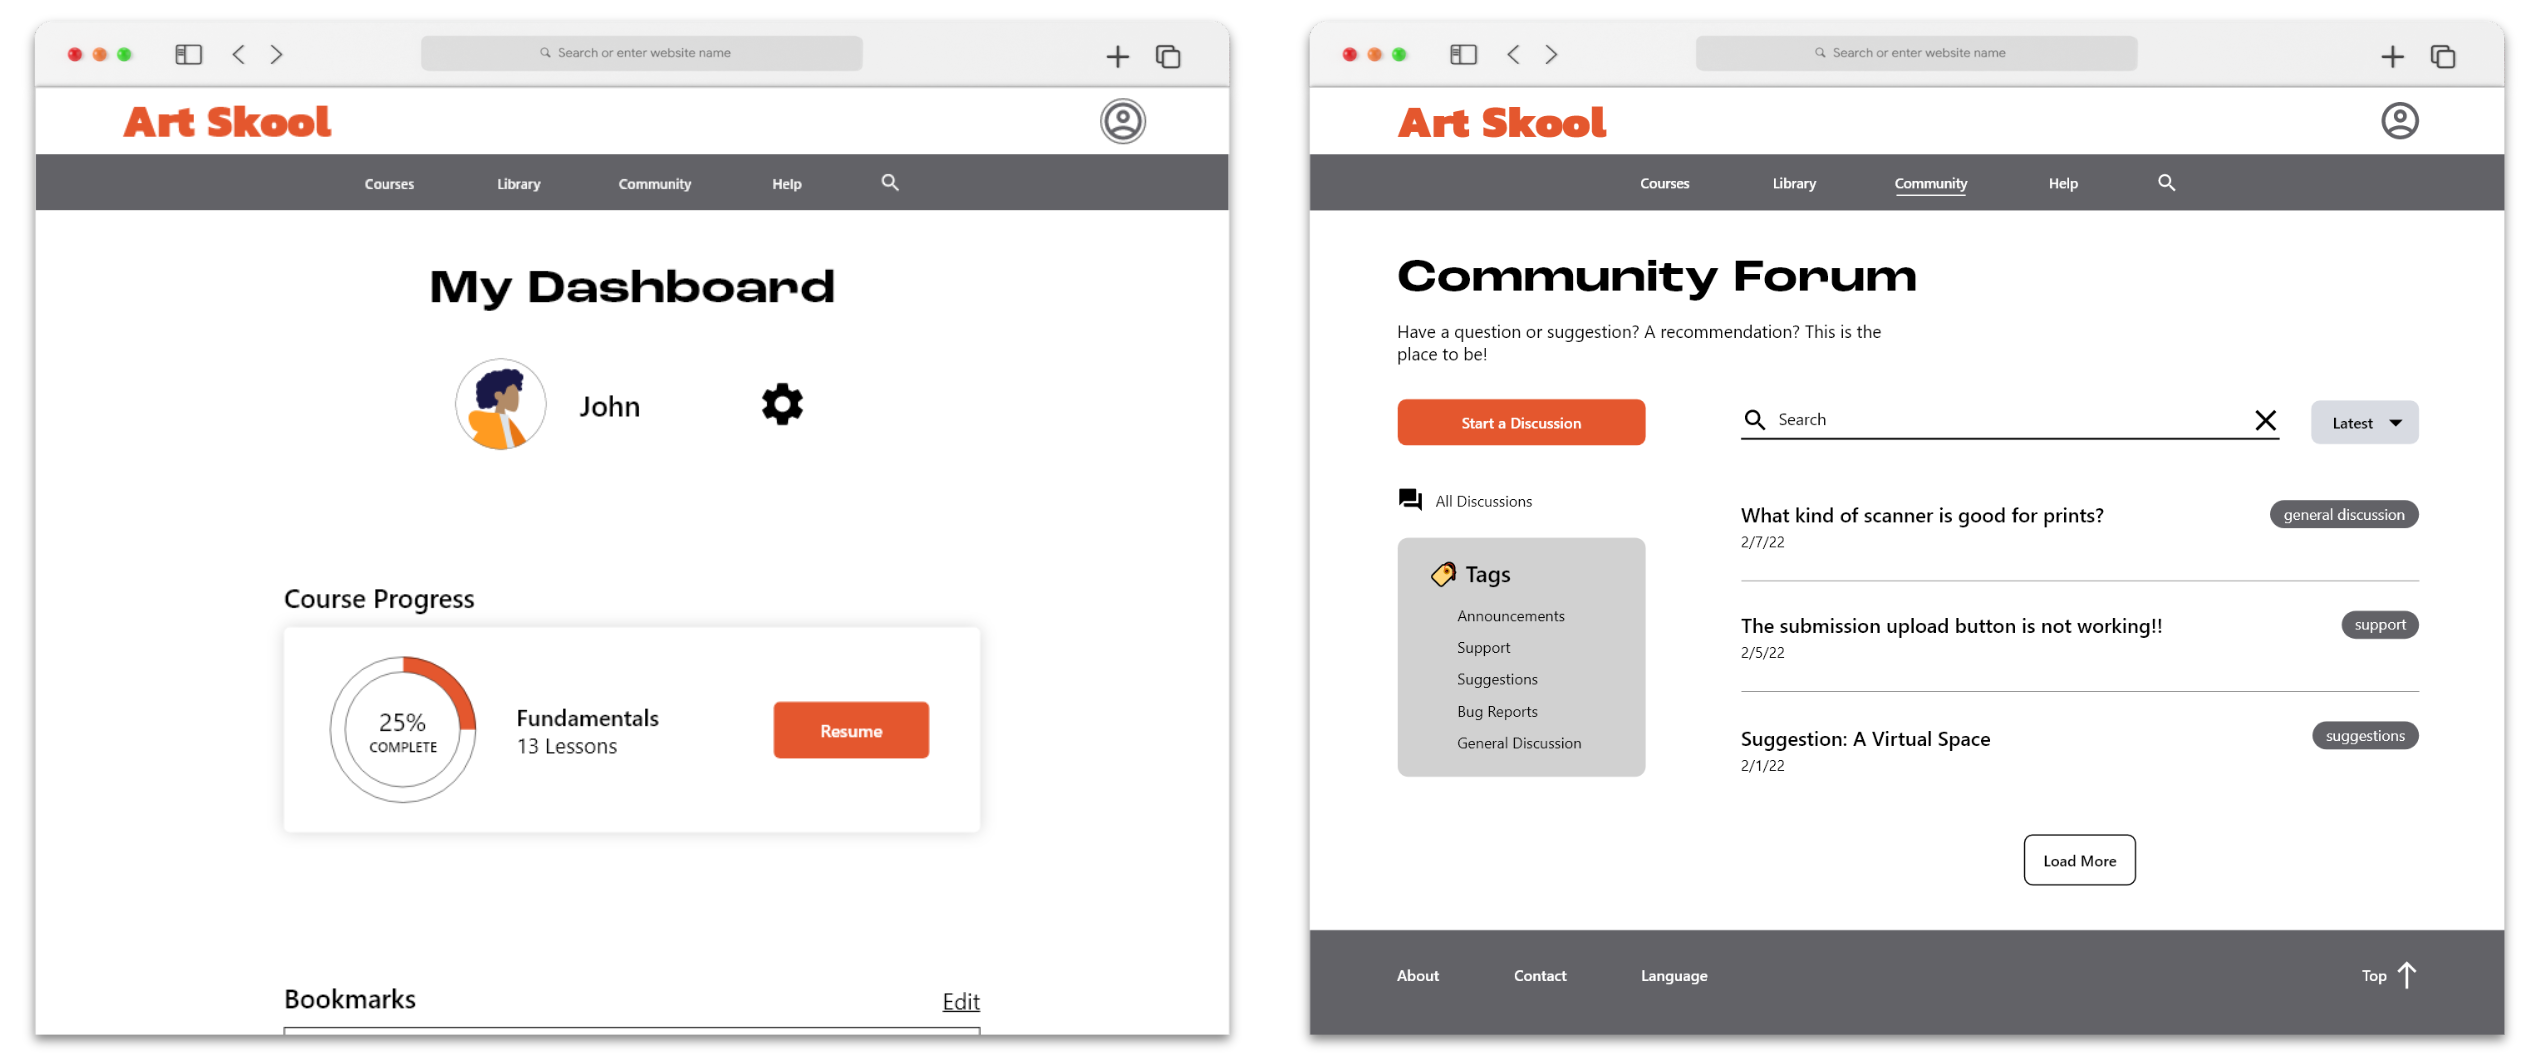 Search or enter website name
Art Skool
Courses Library Community Help
My Dashboard
John
Course Progress
25%
COMPLETE
Fundamentals
13 Lessons
Resume
Bookmarks
Edit
Search or enter website name
Art Skool
Courses Library Community Help
Community Forum
Have a question or suggestion? A recommendation? This is the
place to be!
Start a Discussion
Search
Latest
All Discussions
Tags
Announcements
Support
Suggestions
Bug Reports
General Discussion
What kind of scanner is good for prints?
general discussion
2/7/22
The submission upload button is not working!!
support
2/5/22
Suggestion: A Virtual Space
suggestions
2/1/22
Load More
About Contact Language Top